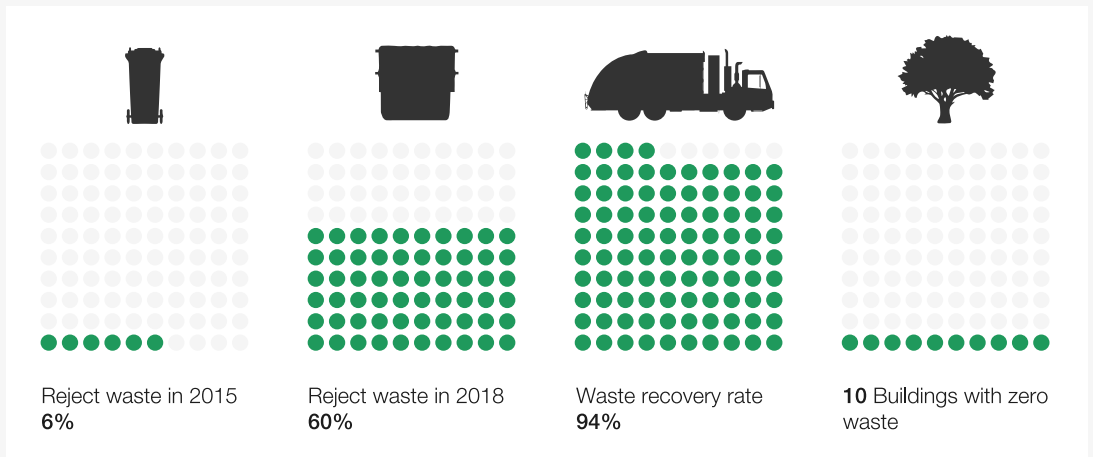 Reject waste in 2015
6%
Reject waste in 2018
60%
Waste recovery rate
94%
10 Buildings with zero
waste